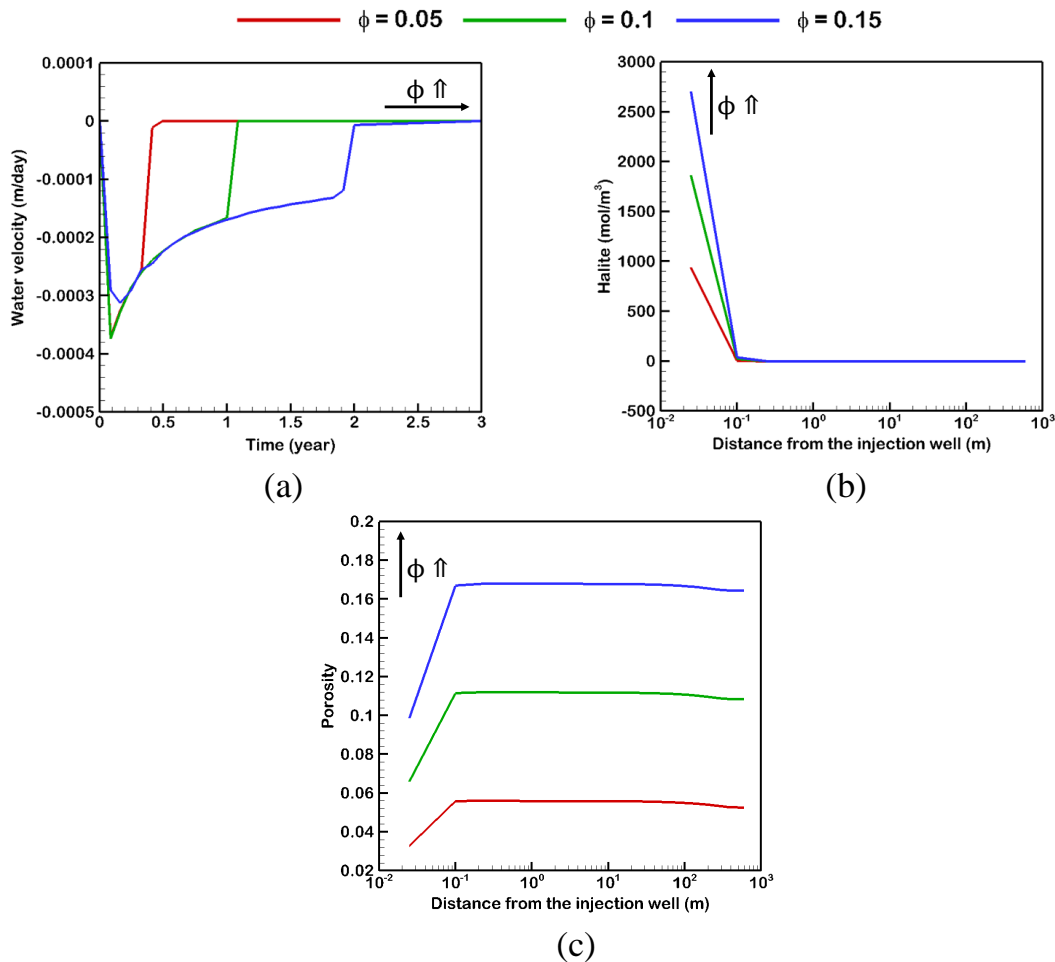 ϕ = 0.05 ϕ = 0.1 ϕ = 0.15
0.0001
0
-0.0001
-0.0002
-0.0003
-0.0004
-0.0005
Water velocity (m/day)
ϕ ⇑
0 0.5 1 1.5 2 2.5 3
Time (year)
(a)
3000
2500
2000
1500
1000
500
0
-500
Halite (mol/m³)
ϕ ⇑
10⁻² 10⁻¹ 10⁰ 10¹ 10² 10³
Distance from the injection well (m)
(b)
0.2
0.18
0.16
0.14
0.12
0.1
0.08
0.06
0.04
0.02
Porosity
ϕ ⇑
10⁻² 10⁻¹ 10⁰ 10¹ 10² 10³
Distance from the injection well (m)
(c)